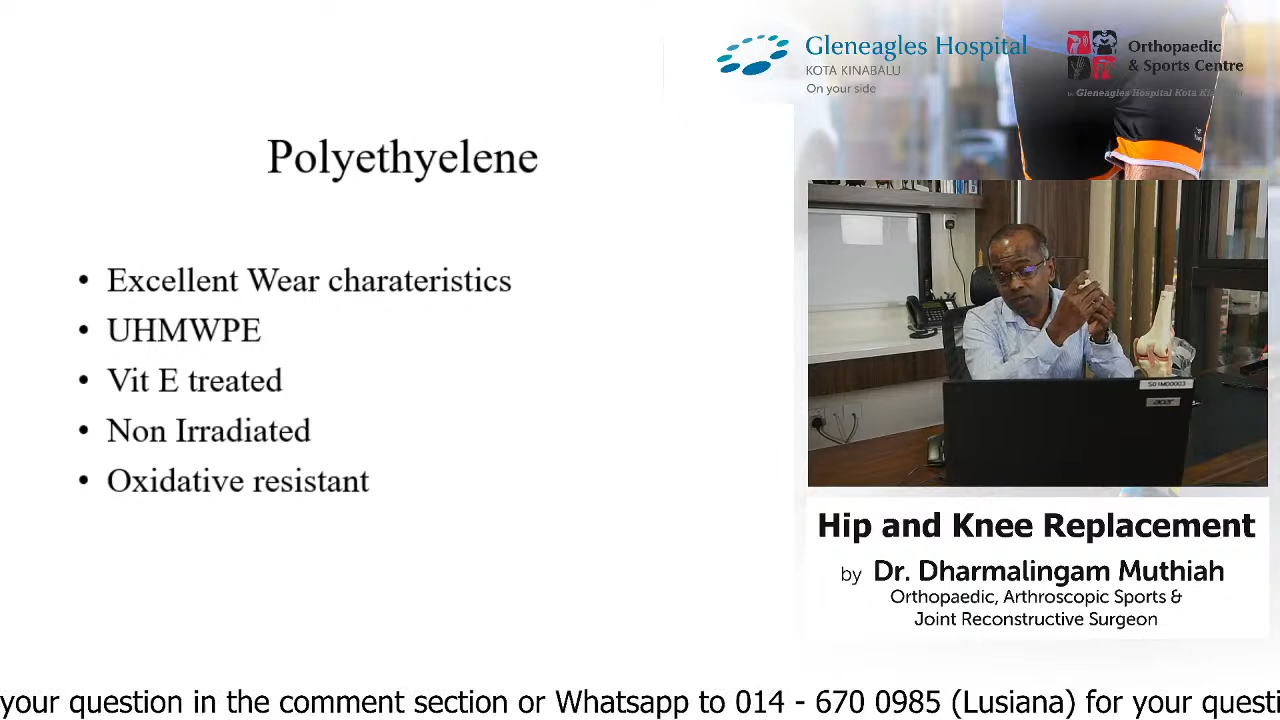 Polyethyelene
• Excellent Wear charateristics
• UHMWPE
• Vit E treated
• Non Irradiated
• Oxidative resistant
Gleneagles Hospital
KOTA KINABALU
On your side
Orthopaedic
& Sports Centre
Gleneagles Hospital Kota
S01M00003
acer
Hip and Knee Replacement
by Dr. Dharmalingam Muthiah
Orthopaedic, Arthroscopic Sports &
Joint Reconstructive Surgeon
your question in the comment section or Whatsapp to 014 - 670 0985 (Lusiana) for your questi